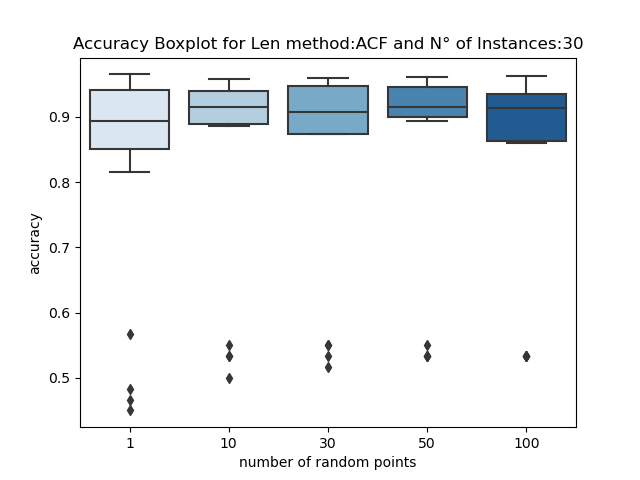 Accuracy Boxplot for Len method:ACF and N° of Instances:30
0.9
0.8
0.7
0.6
0.5
accuracy
1 10 30 50 100
number of random points